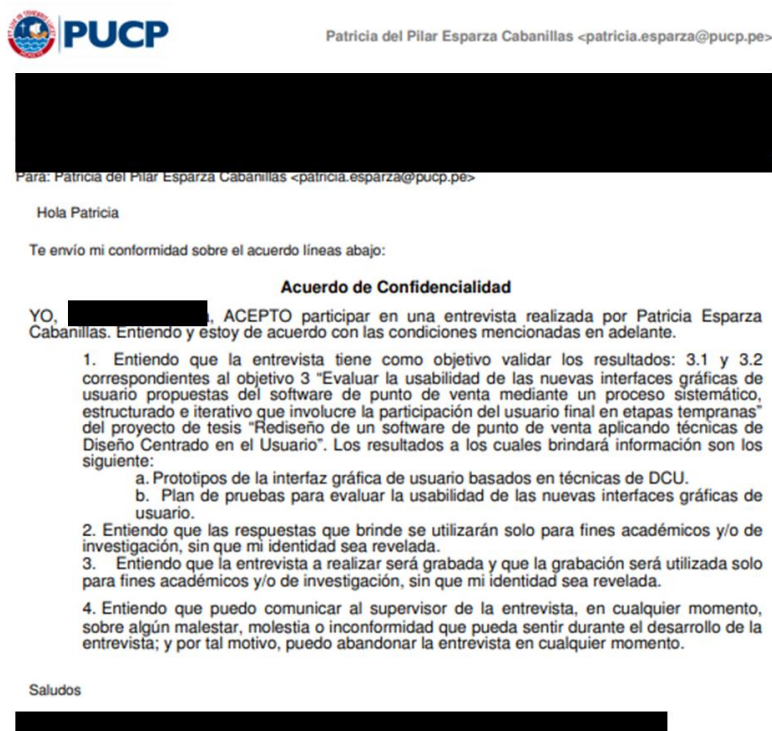 PUCP
Patricia del Pilar Esparza Cabanillas <patricia.esparza@pucp.pe>
Para: Patricia del Pilar Esparza Cabanillas <patricia.esparza@pucp.pe>
Hola Patricia
Te envío mi conformidad sobre el acuerdo líneas abajo:
Acuerdo de Confidencialidad
YO, , ACEPTO participar en una entrevista realizada por Patricia Esparza
Cabanillas. Entiendo y estoy de acuerdo con las condiciones mencionadas en adelante.
1. Entiendo que la entrevista tiene como objetivo validar los resultados: 3.1 y 3.2
correspondientes al objetivo 3 “Evaluar la usabilidad de las nuevas interfaces gráficas de
usuario propuestas del software de punto de venta mediante un proceso sistemático,
estructurado e iterativo que involucre la participación del usuario final en etapas tempranas”
del proyecto de tesis “Rediseño de un software de punto de venta aplicando técnicas de
Diseño Centrado en el Usuario”. Los resultados a los cuales brindará información son los
siguiente:
a. Prototipos de la interfaz gráfica de usuario basados en técnicas de DCU.
b. Plan de pruebas para evaluar la usabilidad de las nuevas interfaces gráficas de
usuario.
2. Entiendo que las respuestas que brinde se utilizarán solo para fines académicos y/o de
investigación, sin que mi identidad sea revelada.
3. Entiendo que la entrevista a realizar será grabada y que la grabación será utilizada solo
para fines académicos y/o de investigación, sin que mi identidad sea revelada.
4. Entiendo que puedo comunicar al supervisor de la entrevista, en cualquier momento,
sobre algún malestar, molestia o inconformidad que pueda sentir durante el desarrollo de la
entrevista; y por tal motivo, puedo abandonar la entrevista en cualquier momento.
Saludos